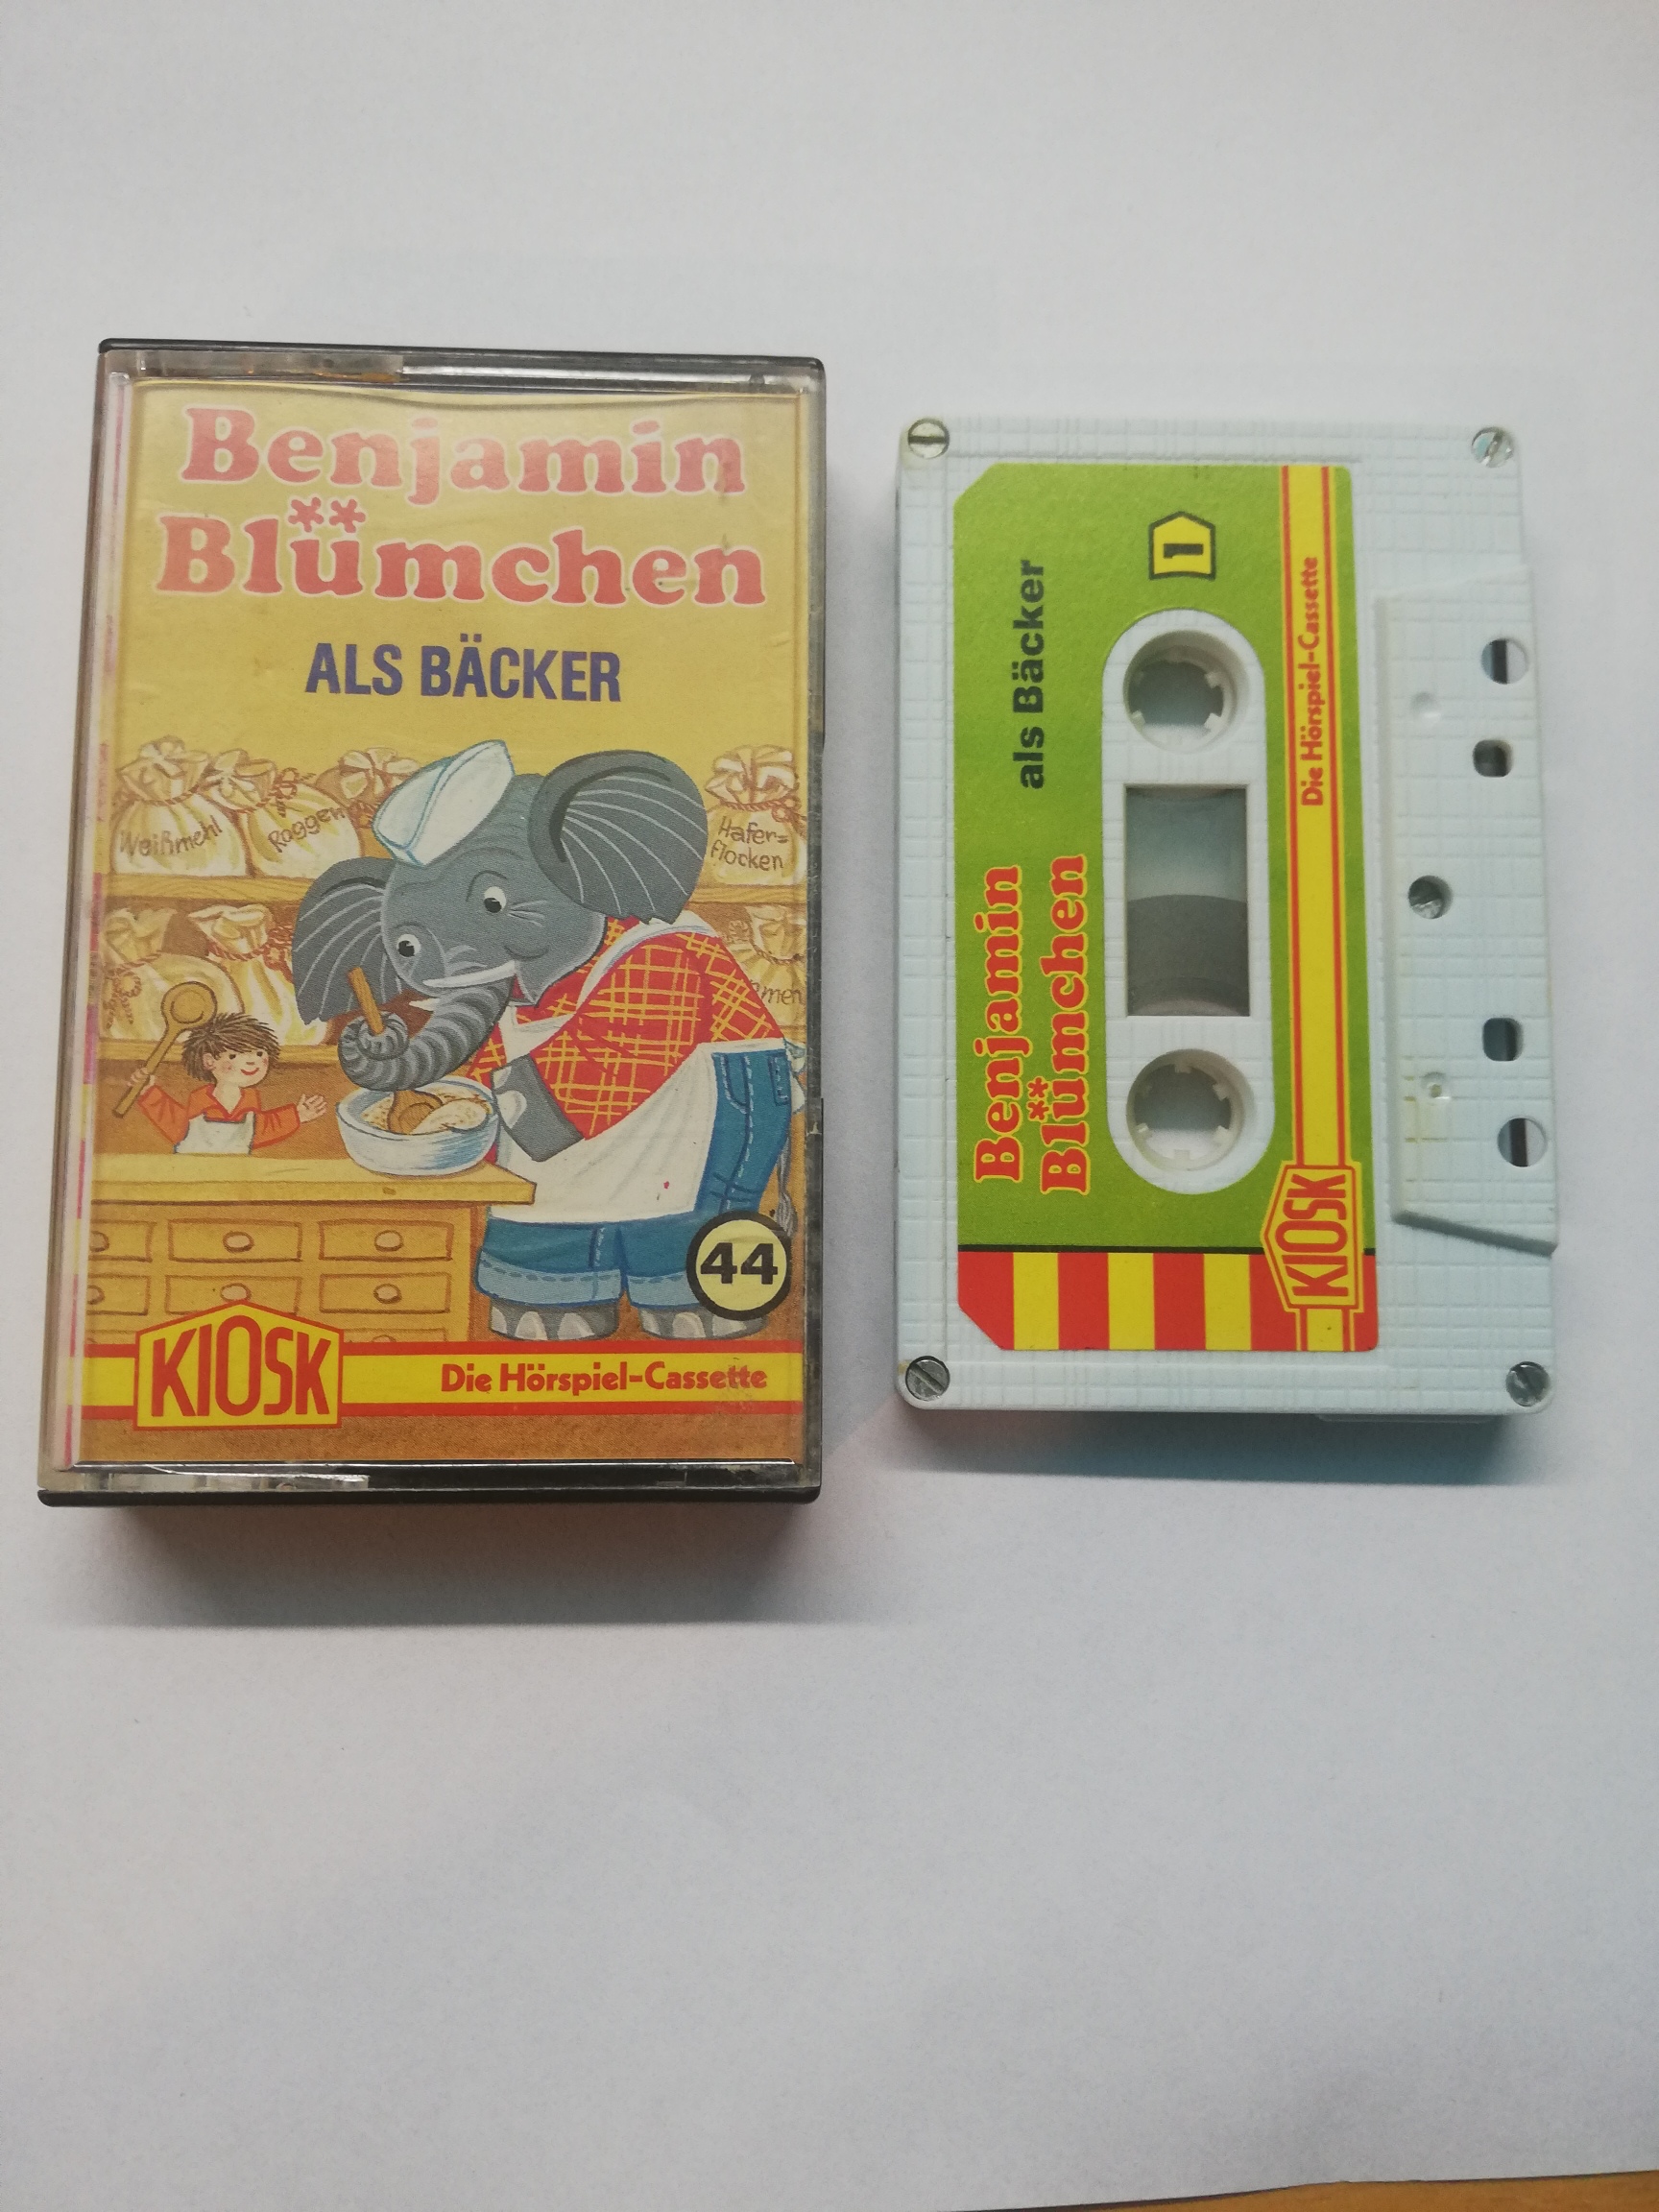 Benjamin
Blümchen
ALS BÄCKER
Weißmehl
Roggen
Hafer=
flocken
44
KIOSK
Die Hörspiel-Cassette
Benjamin
Blümchen
als Bäcker
1
KIOSK
Die Hörspiel-Cassette